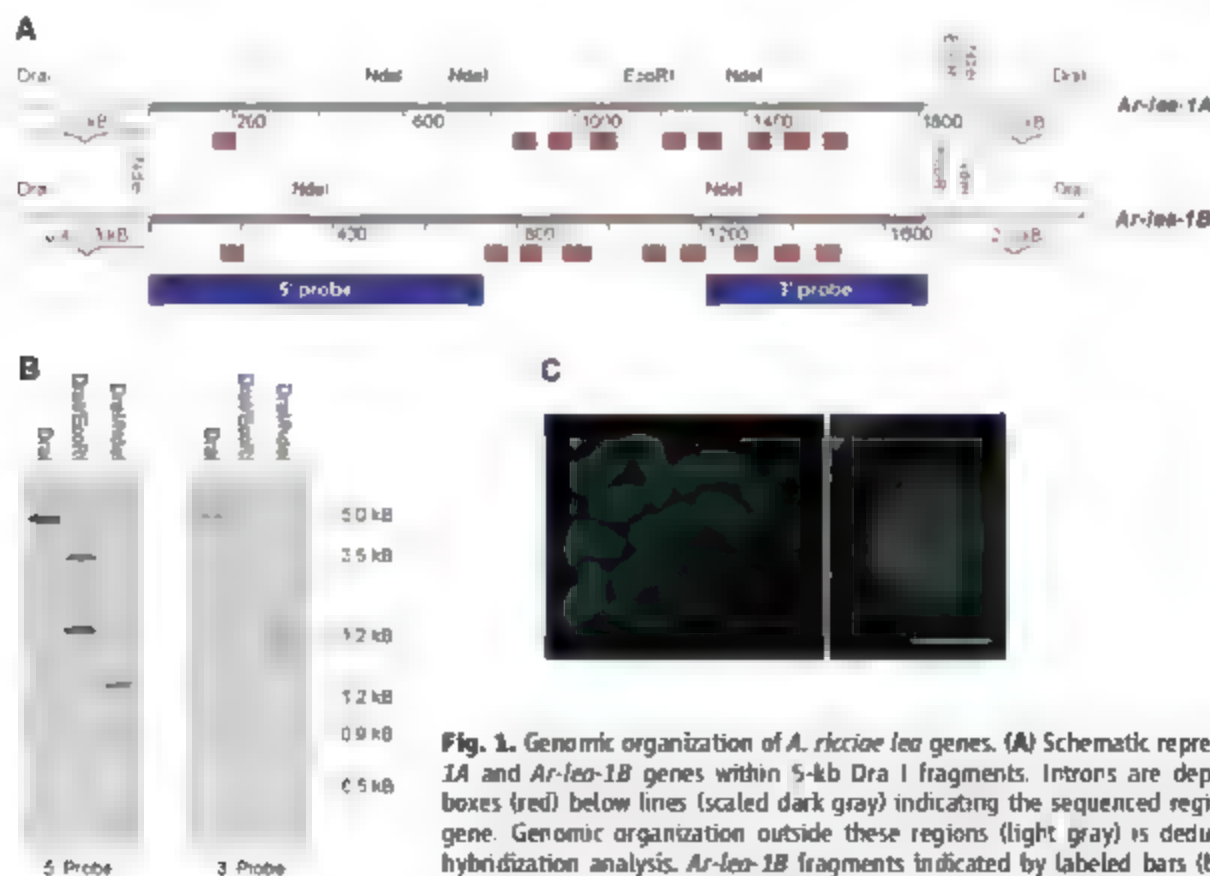 A
NdeI NdeI EcoRI NdeI
Ar-lea-1A
200 600 1000 1400 1800
kB kB
NdeI NdeI
Ar-lea-1B
400 800 1200 1600
kB kB
5' probe 3' probe
B
C
DraI DraI/EcoRI DraI/NdeI
DraI DraI/EcoRI DraI/NdeI
5.0 kB
3.5 kB
1.2 kB
0.9 kB
0.5 kB
5' Probe 3' Probe
Fig. 1. Genomic organization of A. ricciae lea genes. (A) Schematic repre
1A and Ar-lea-1B genes within 5-kb Dra I fragments. Introns are dep
boxes (red) below lines (scaled dark gray) indicating the sequenced regi
gene. Genomic organization outside these regions (light gray) is dedu
hybridization analysis. Ar-lea-1B fragments indicated by labeled bars